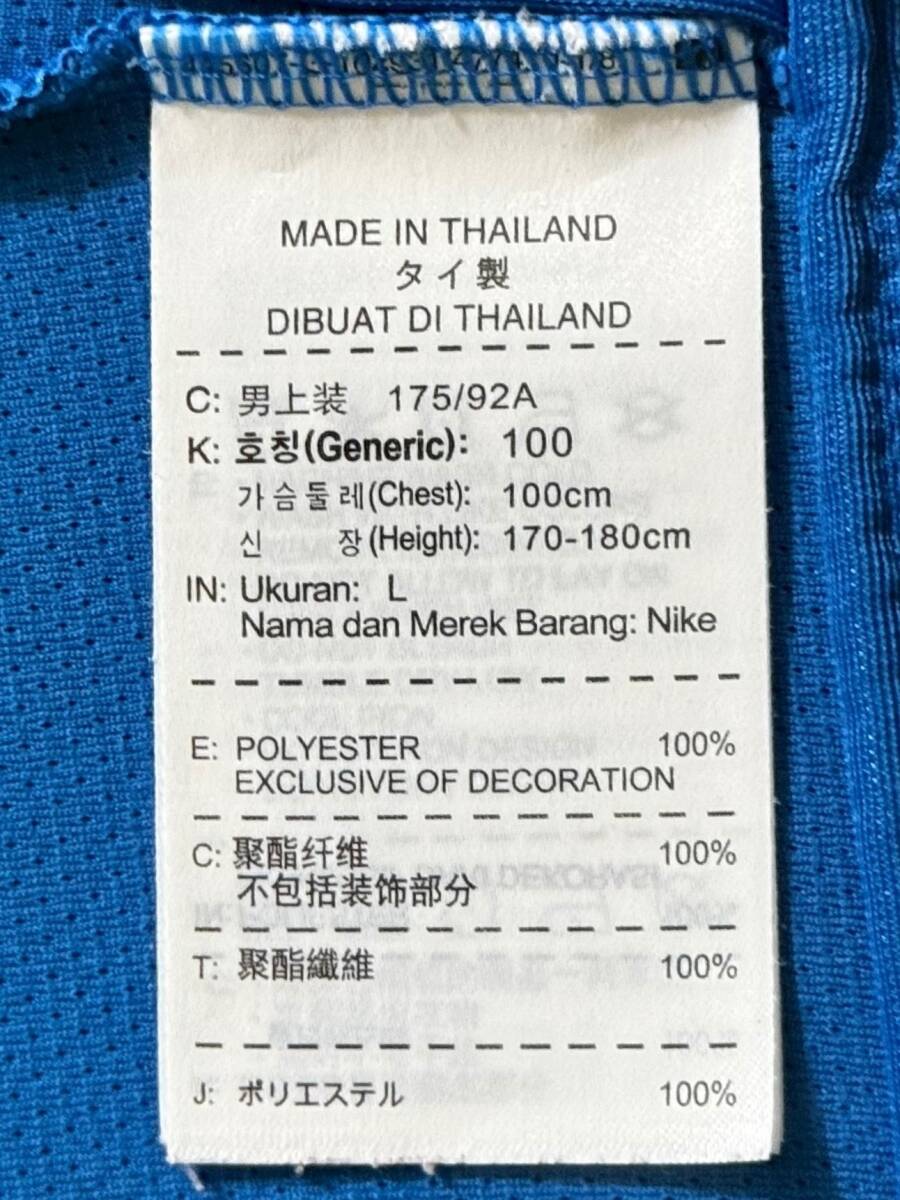 MADE IN THAILAND
タイ製
DIBUAT DI THAILAND
C: 男上装 175/92A
K: 호칭(Generic): 100
가슴둘레(Chest): 100cm
신 장(Height): 170-180cm
IN: Ukuran: L
Nama dan Merek Barang: Nike
E: POLYESTER 100%
EXCLUSIVE OF DECORATION
C: 聚酯纤维 100%
不包括装饰部分
T: 聚酯纖維 100%
J: ポリエステル 100%